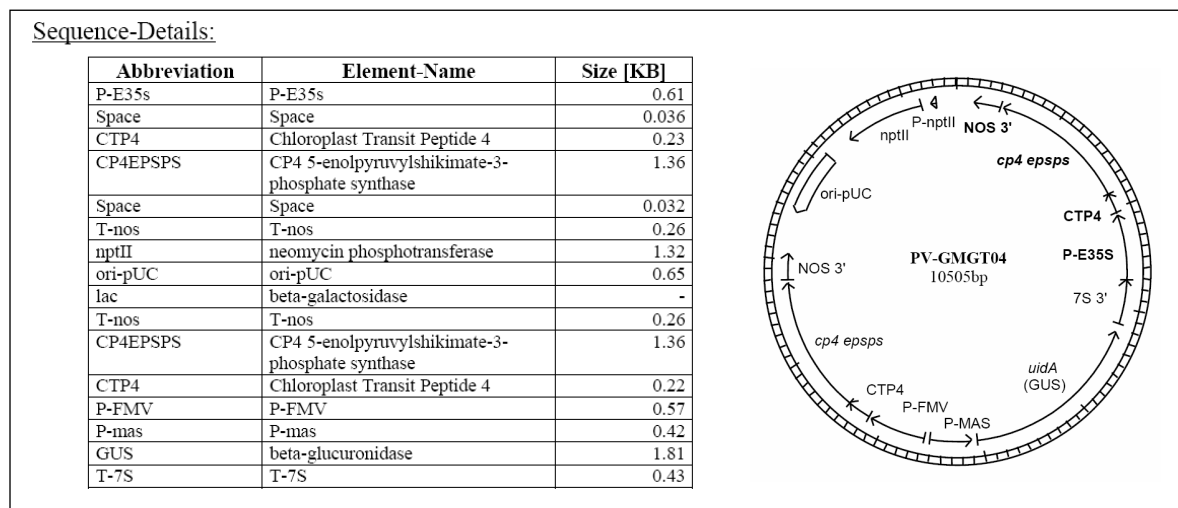 Sequence-Details:
Abbreviation Element-Name Size [KB]
P-E35s P-E35s 0.61
Space Space 0.036
CTP4 Chloroplast Transit Peptide 4 0.23
CP4EPSPS CP4 5-enolpyruvylshikimate-3- 1.36
phosphate synthase
Space Space 0.032
T-nos T-nos 0.26
nptII neomycin phosphotransferase 1.32
ori-pUC ori-pUC 0.65
lac beta-galactosidase -
T-nos T-nos 0.26
CP4EPSPS CP4 5-enolpyruvylshikimate-3- 1.36
phosphate synthase
CTP4 Chloroplast Transit Peptide 4 0.22
P-FMV P-FMV 0.57
P-mas P-mas 0.42
GUS beta-glucuronidase 1.81
T-7S T-7S 0.43
P-nptII
NOS 3'
nptII
cp4 epsps
ori-pUC
CTP4
P-E35S
PV-GMGT04
10505bp
NOS 3'
7S 3'
cp4 epsps
uidA
(GUS)
CTP4
P-FMV
P-MAS